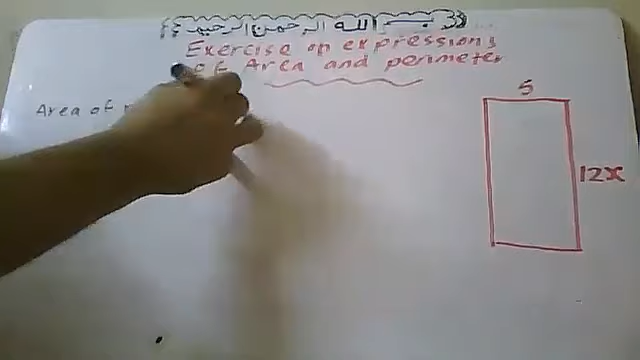 بسم الله الرحمن الرحيم
Exercise on expressions
of Area and perimeter
Area of
5
12x